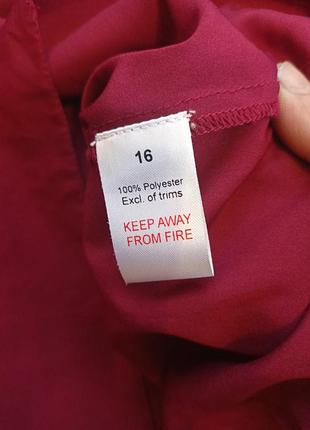 16
100% Polyester
Excl. of trims
KEEP AWAY
FROM FIRE